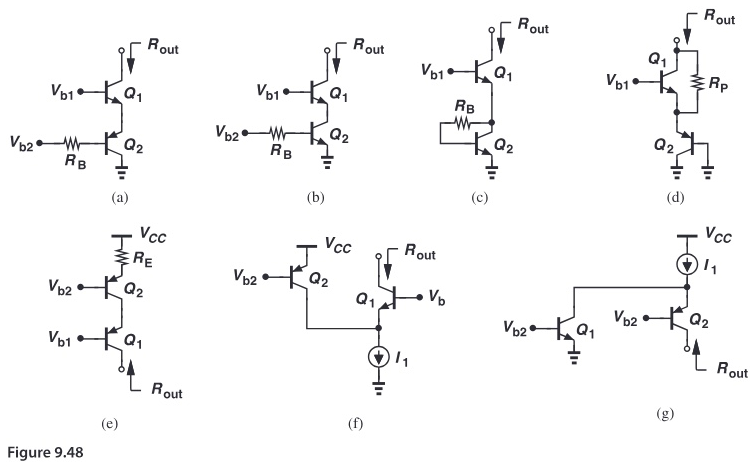 R_out
V_b1
Q_1
V_b2
R_B
Q_2
(a)
R_out
V_b1
Q_1
V_b2
R_B
Q_2
(b)
R_out
V_b1
Q_1
R_B
Q_2
(c)
R_out
Q_1
V_b1
R_P
Q_2
(d)
V_CC
R_E
V_b2
Q_2
V_b1
Q_1
R_out
(e)
V_CC
V_b2
Q_2
R_out
Q_1
V_b
I_1
(f)
V_CC
I_1
V_b2
Q_1
V_b2
Q_2
R_out
(g)
Figure 9.48